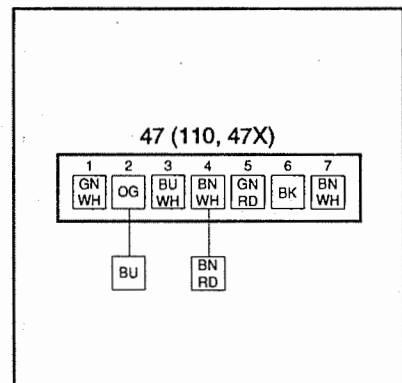 47 (110, 47X)
1 2 3 4 5 6 7
GN OG BU BN GN BK BN
WH WH WH RD WH
BU BN
RD